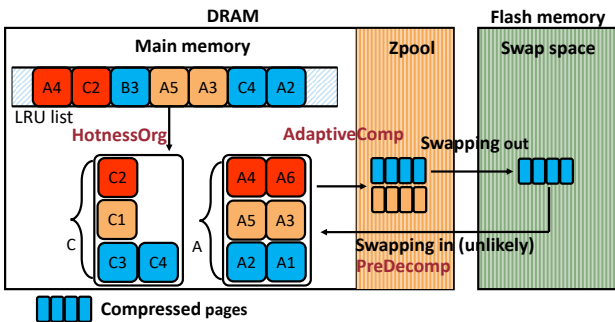 DRAM
Flash memory
Main memory
Zpool
Swap space
A4 C2 B3 A5 A3 C4 A2
LRU list
HotnessOrg
AdaptiveComp
Swapping out
C2
A4 A6
C1
A5 A3
C
A
C3 C4
A2 A1
Swapping in (unlikely)
PreDecomp
Compressed pages